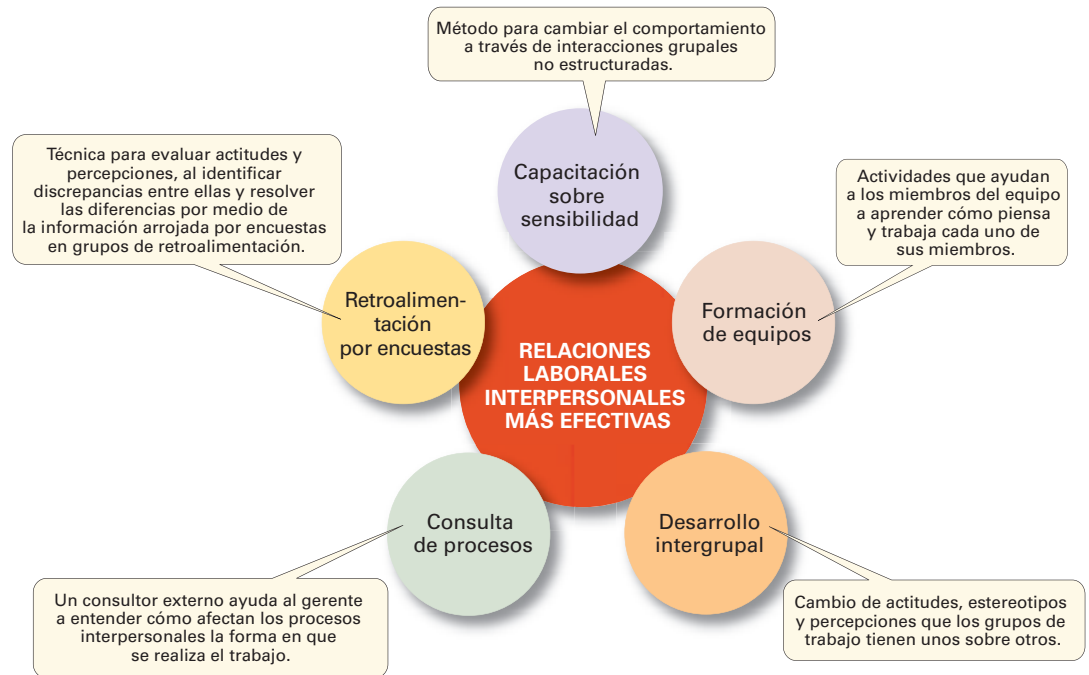 Método para cambiar el comportamiento
a través de interacciones grupales
no estructuradas.
Capacitación
sobre
sensibilidad
Técnica para evaluar actitudes y
percepciones, al identificar
discrepancias entre ellas y resolver
las diferencias por medio de
la información arrojada por encuestas
en grupos de retroalimentación.
Retroalimen-
tación
por encuestas
Actividades que ayudan
a los miembros del equipo
a aprender cómo piensa
y trabaja cada uno de
sus miembros.
Formación
de equipos
RELACIONES
LABORALES
INTERPERSONALES
MÁS EFECTIVAS
Consulta
de procesos
Un consultor externo ayuda al gerente
a entender cómo afectan los procesos
interpersonales la forma en que
se realiza el trabajo.
Desarrollo
intergrupal
Cambio de actitudes, estereotipos
y percepciones que los grupos de
trabajo tienen unos sobre otros.